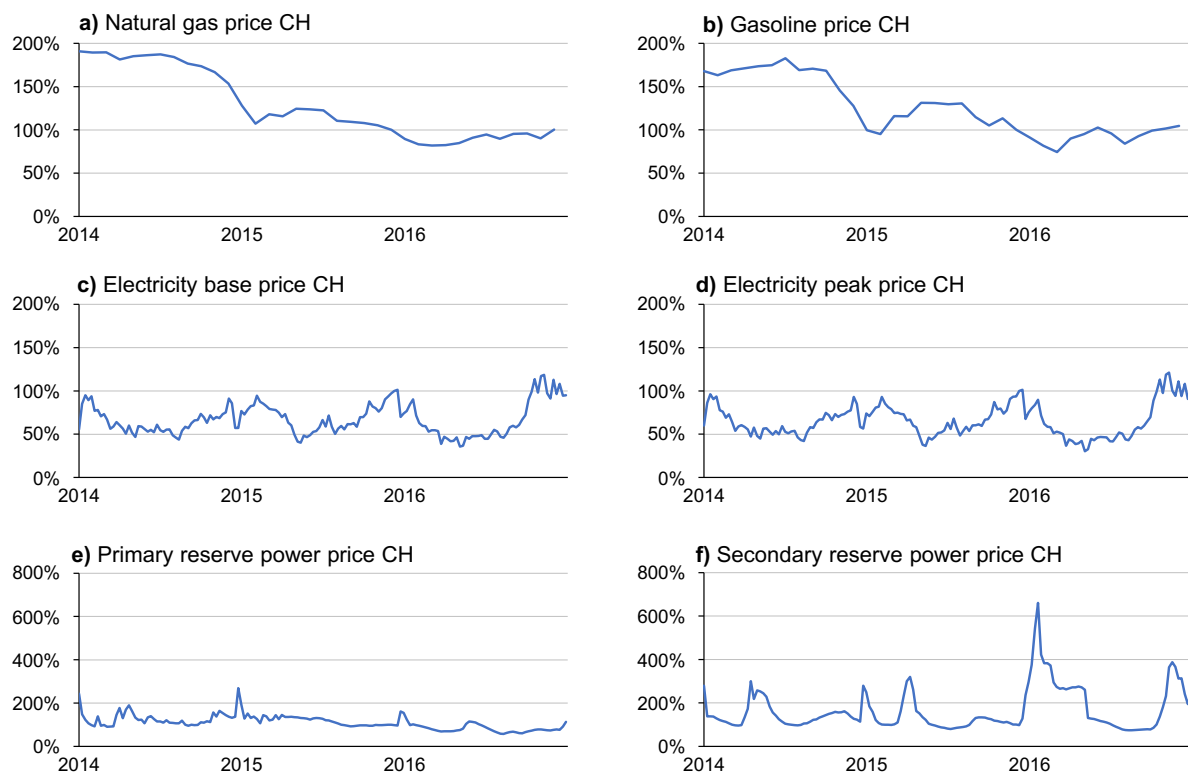 a) Natural gas price CH
200%
150%
100%
50%
0%
2014 2015 2016
b) Gasoline price CH
200%
150%
100%
50%
0%
2014 2015 2016
c) Electricity base price CH
200%
150%
100%
50%
0%
2014 2015 2016
d) Electricity peak price CH
200%
150%
100%
50%
0%
2014 2015 2016
e) Primary reserve power price CH
800%
600%
400%
200%
0%
2014 2015 2016
f) Secondary reserve power price CH
800%
600%
400%
200%
0%
2014 2015 2016